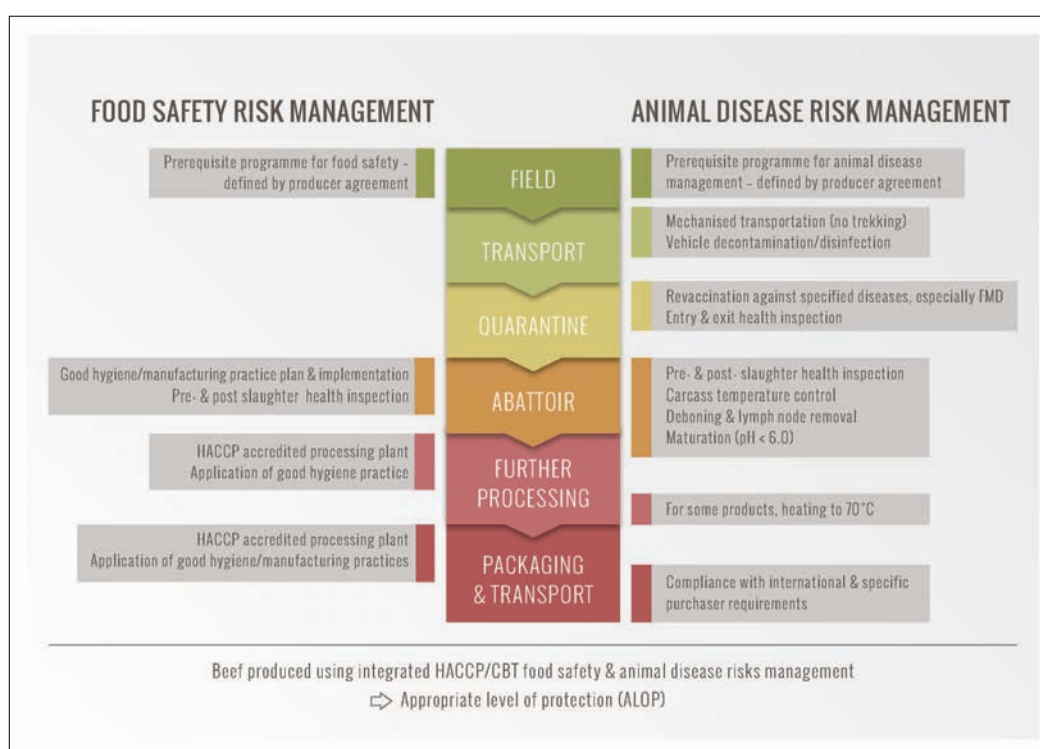 FOOD SAFETY RISK MANAGEMENT
ANIMAL DISEASE RISK MANAGEMENT
Prerequisite programme for food safety –
defined by producer agreement
FIELD
Prerequisite programme for animal disease
management – defined by producer agreement
TRANSPORT
Mechanised transportation (no trekking)
Vehicle decontamination/disinfection
QUARANTINE
Revaccination against specified diseases, especially FMD
Entry & exit health inspection
Good hygiene/manufacturing practice plan & implementation
Pre- & post slaughter health inspection
ABATTOIR
Pre- & post- slaughter health inspection
Carcass temperature control
Deboning & lymph node removal
Maturation (pH < 6.0)
HACCP accredited processing plant
Application of good hygiene practice
FURTHER
PROCESSING
For some products, heating to 70°C
HACCP accredited processing plant
Application of good hygiene/manufacturing practices
PACKAGING
& TRANSPORT
Compliance with international & specific
purchaser requirements
Beef produced using integrated HACCP/CBT food safety & animal disease risks management
⇨ Appropriate level of protection (ALOP)